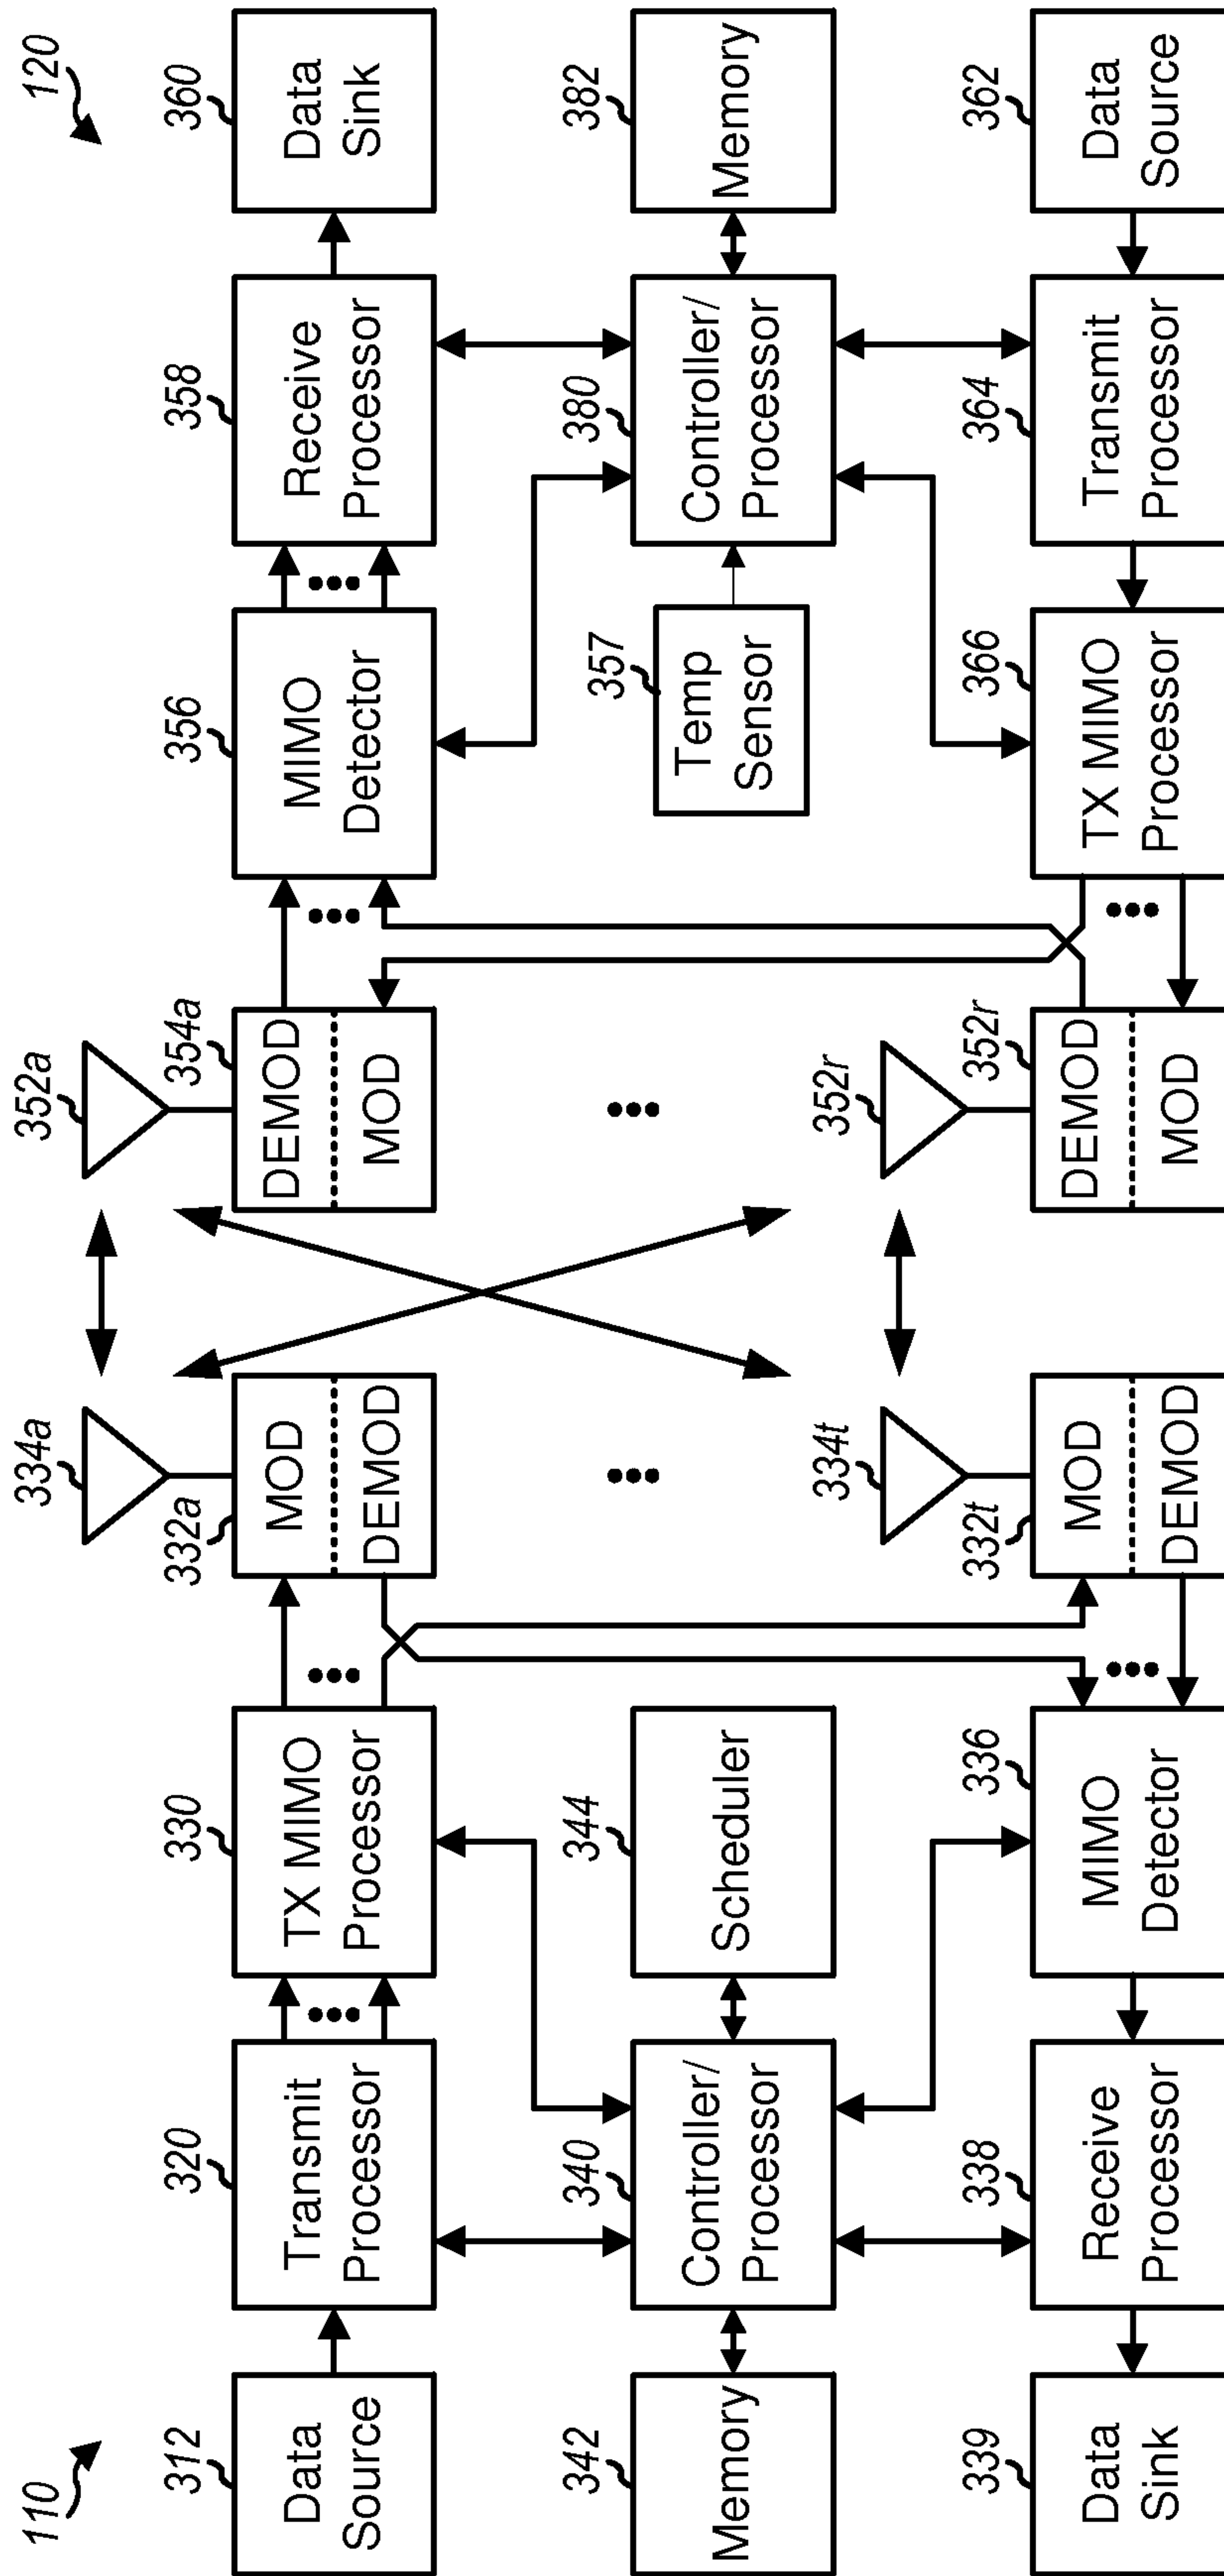 110
120
334a
352a
312
320
330
332a
354a
356
358
360
Data
Source
Transmit
Processor
TX MIMO
Processor
MOD
DEMOD
DEMOD
MOD
MIMO
Detector
Receive
Processor
Data
Sink
342
340
344
357
380
382
Memory
Controller/
Processor
Scheduler
Temp
Sensor
Controller/
Processor
Memory
334t
352r
339
338
336
332t
352r
366
364
362
Data
Sink
Receive
Processor
MIMO
Detector
MOD
DEMOD
DEMOD
MOD
TX MIMO
Processor
Transmit
Processor
Data
Source